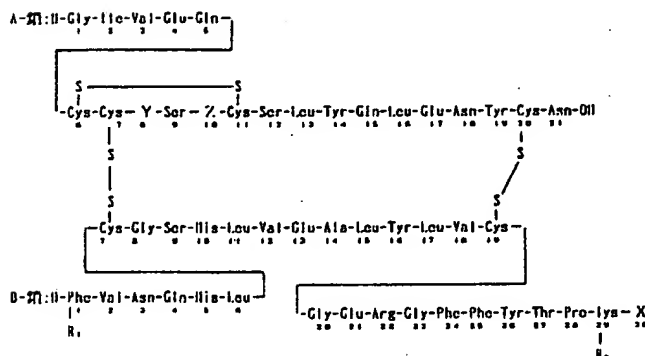 A-鎖:H-Gly-Ile-Val-Glu-Gln-
1 2 3 4 5
S S
-Cys-Cys-Y-Ser-Z-Cys-Ser-Leu-Tyr-Gln-Leu-Glu-Asn-Tyr-Cys-Asn-OH
6 7 8 9 10 11 12 13 14 15 16 17 18 19 20 21
S
S
S
S
-Cys-Gly-Ser-His-Leu-Val-Glu-Ala-Leu-Tyr-Leu-Val-Cys-
7 8 9 10 11 12 13 14 15 16 17 18 19
B-鎖:H-Phe-Val-Asn-Gln-His-Leu-
1 2 3 4 5 6
-Gly-Glu-Arg-Gly-Phe-Phe-Tyr-Thr-Pro-Lys-X
20 21 22 23 24 25 26 27 28 29 30
R₁